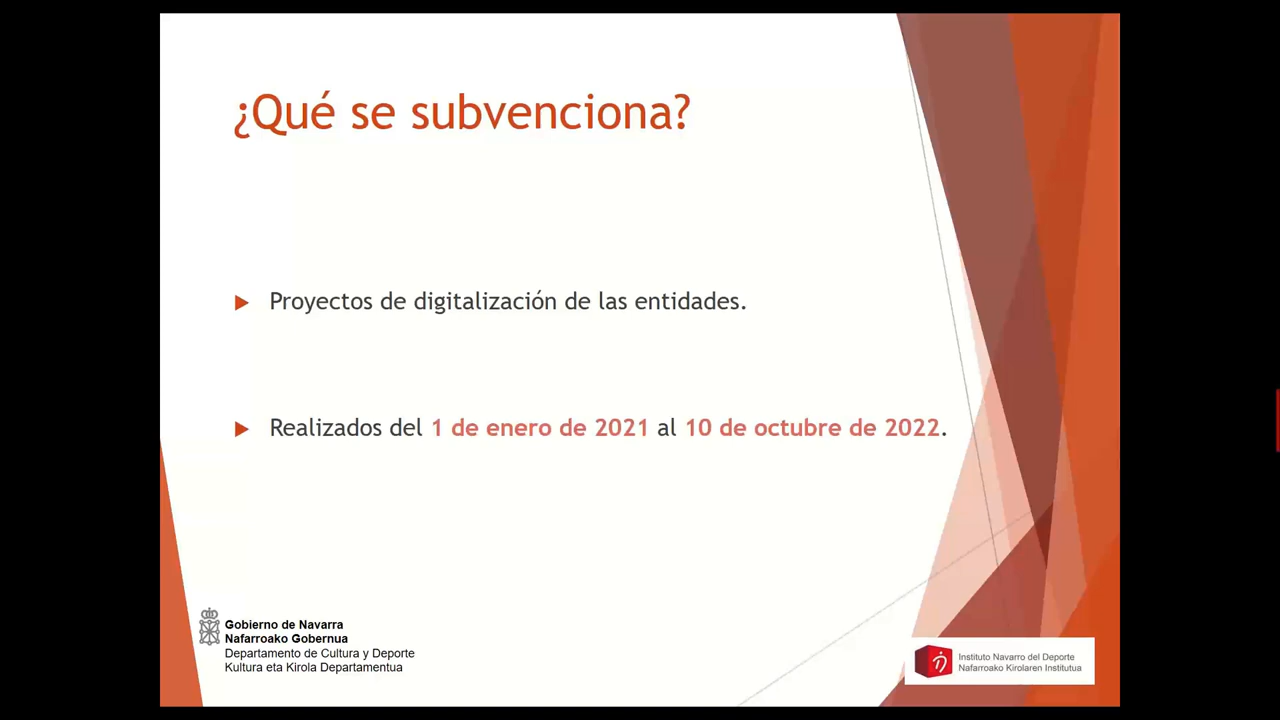 ¿Qué se subvenciona?
Proyectos de digitalización de las entidades.
Realizados del 1 de enero de 2021 al 10 de octubre de 2022.
Gobierno de Navarra
Nafarroako Gobernua
Departamento de Cultura y Deporte
Kultura eta Kirola Departamentua
Instituto Navarro del Deporte
Nafarroako Kirolaren Institutua